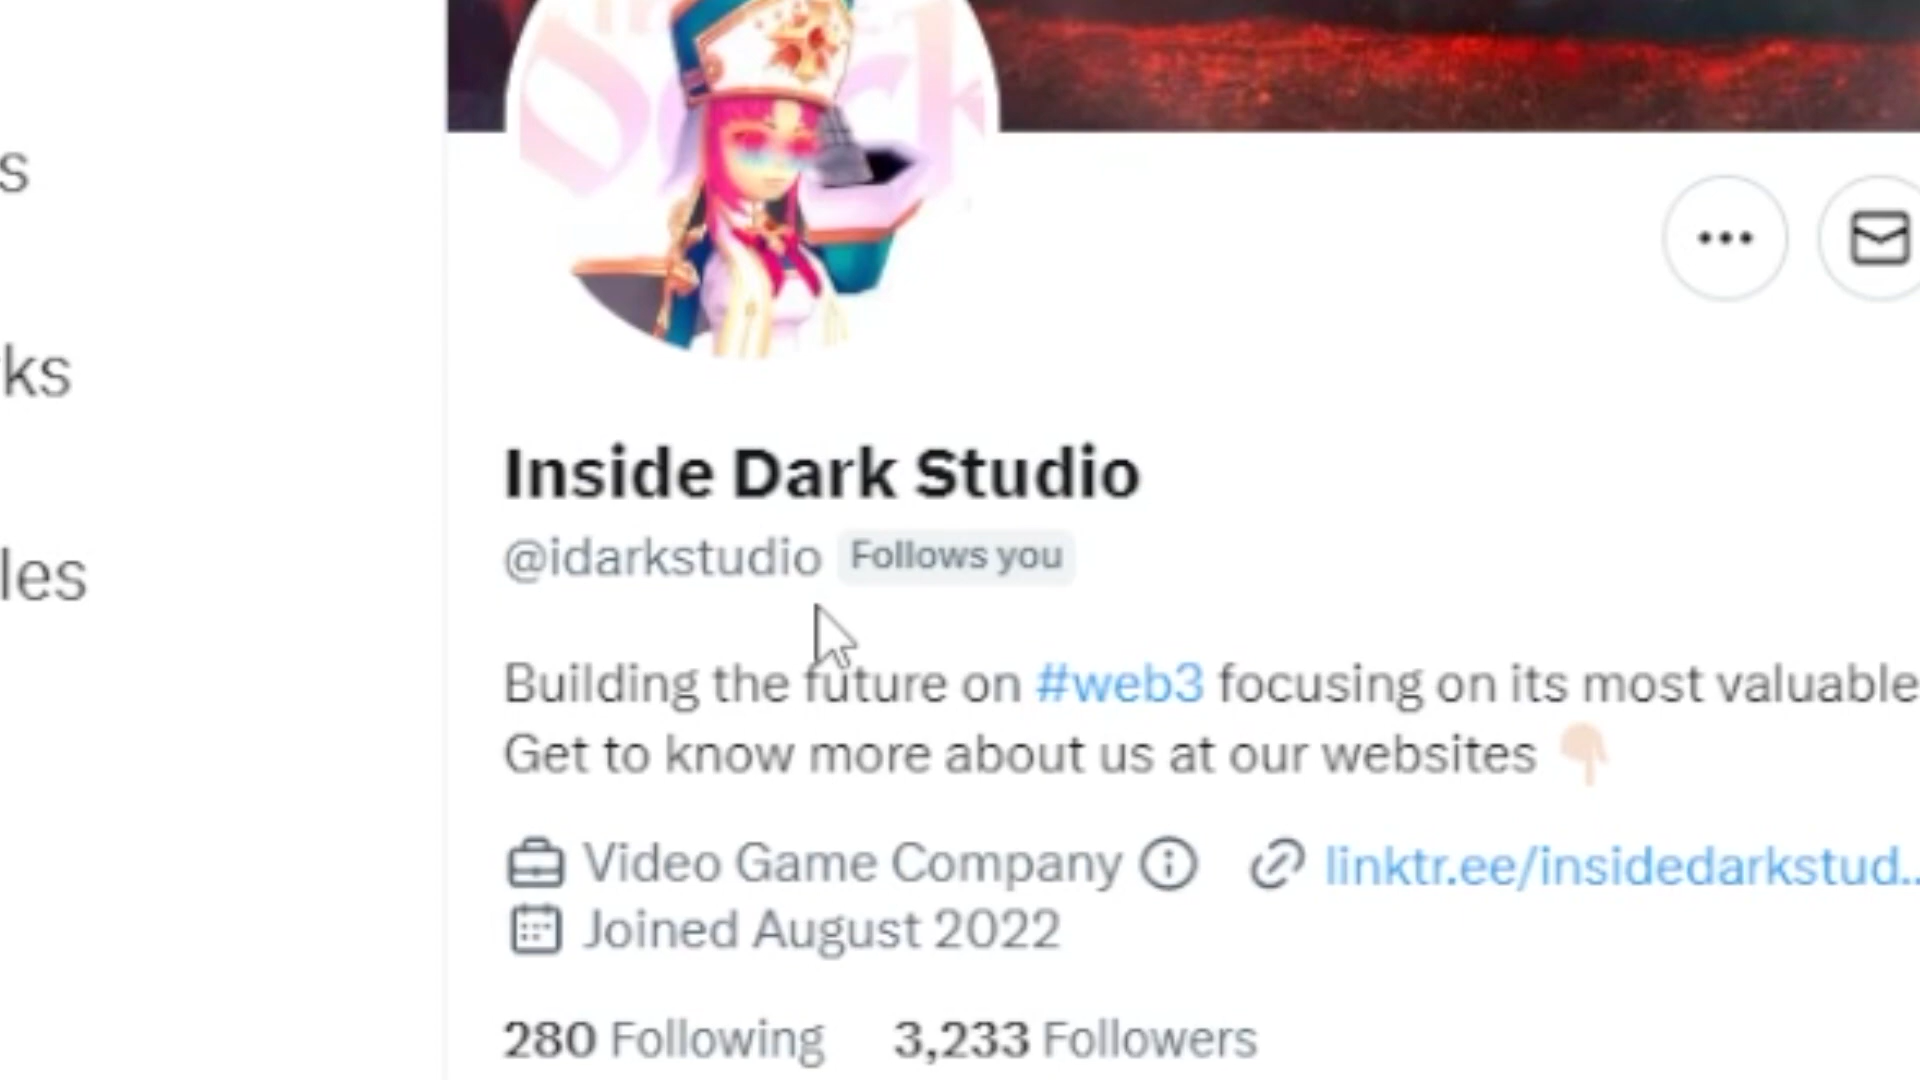 s
ks
les
Inside Dark Studio
@idarkstudio Follows you
Building the future on #web3 focusing on its most valuable
Get to know more about us at our websites 👇🏻
Video Game Company linktr.ee/insidedarkstud..
Joined August 2022
280 Following 3,233 Followers